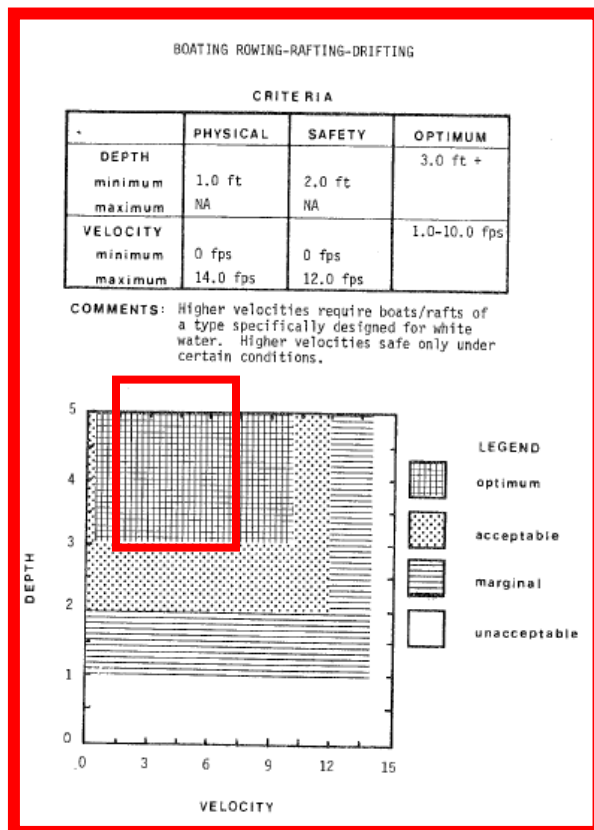 BOATING ROWING-RAFTING-DRIFTING
CRITERIA
PHYSICAL SAFETY OPTIMUM
DEPTH 3.0 ft +
minimum 1.0 ft 2.0 ft
maximum NA NA
VELOCITY 1.0-10.0 fps
minimum 0 fps 0 fps
maximum 14.0 fps 12.0 fps
COMMENTS: Higher velocities require boats/rafts of
a type specifically designed for white
water. Higher velocities safe only under
certain conditions.
5
4
3
2
1
0
DEPTH
0 3 6 9 12 15
VELOCITY
LEGEND
optimum
acceptable
marginal
unacceptable